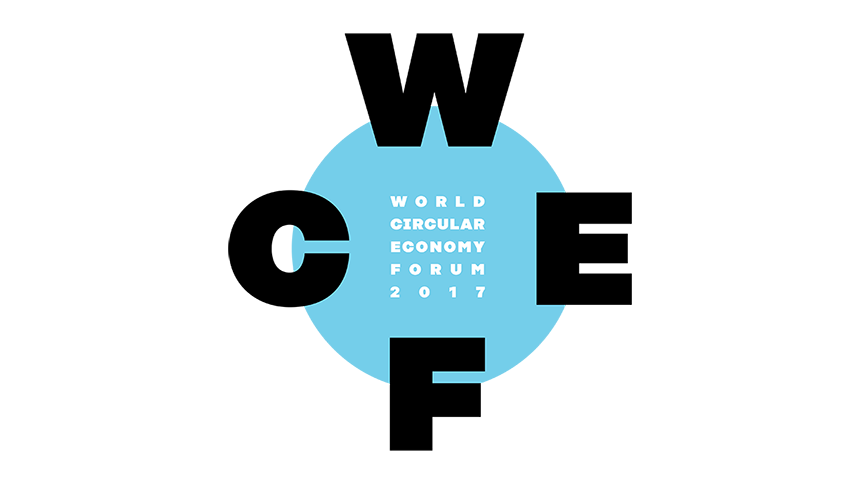 W
C E
WORLD
CIRCULAR
ECONOMY
FORUM
2017
F